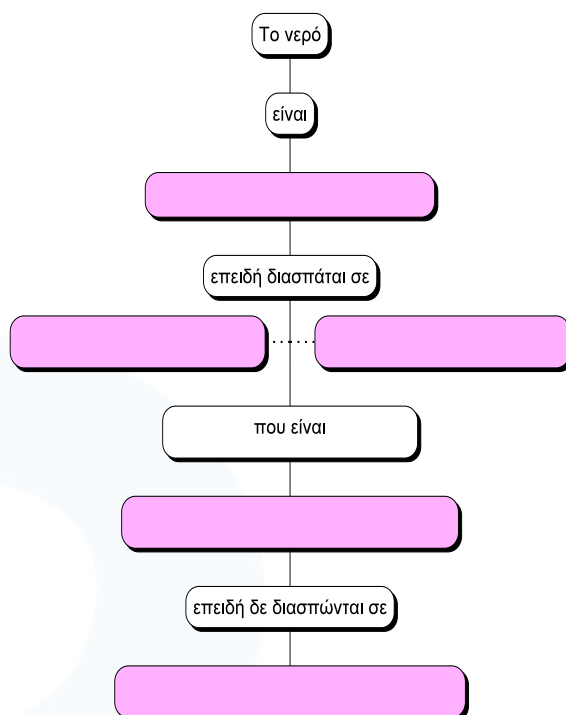 Το νερό
είναι
επειδή διασπάται σε
που είναι
επειδή δε διασπώνται σε